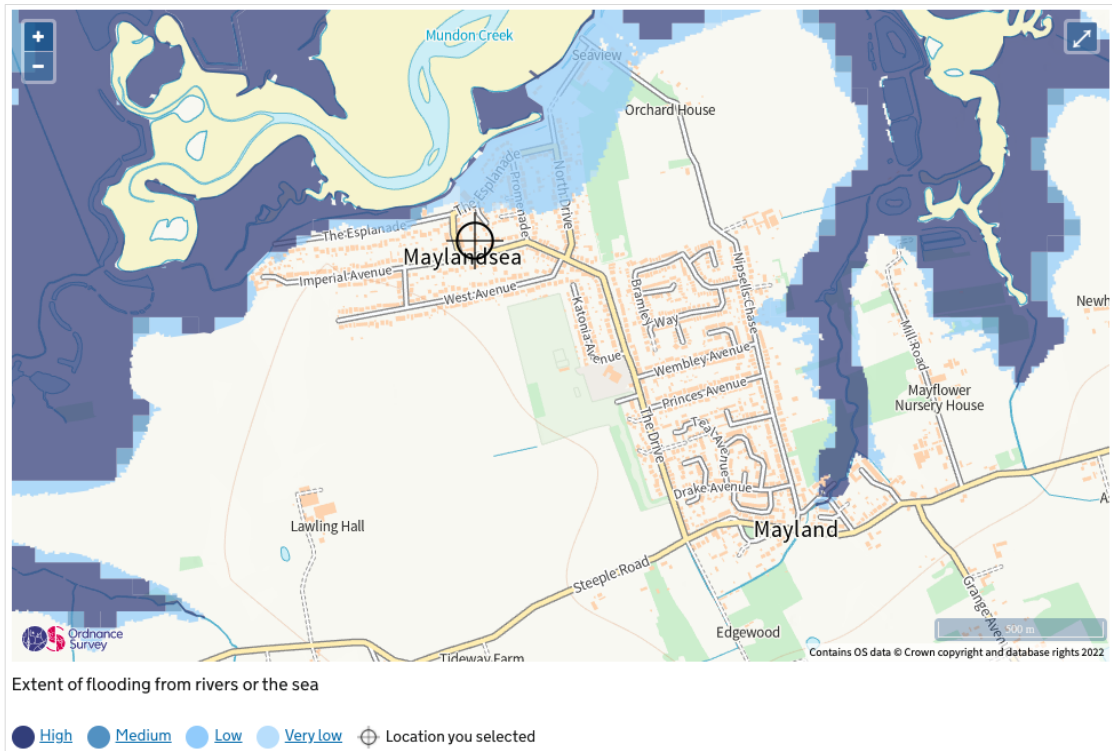 +
−
Mundon Creek
Seaview
Orchard House
The Esplanade
Promenade
North Drive
The Esplanade
Maylandsea
Imperial Avenue
West Avenue
Nipsells Chase
Bramley
Way
Katonia Avenue
Wembley Avenue
Princes Avenue
The Drive
Teal Avenue
Drake Avenue
Mill Road
Newh
Mayflower
Nursery House
A
Lawling Hall
Mayland
Steeple Road
Grange Aven
Edgewood
Tideway Farm
Ordnance
Survey
500 m
Contains OS data © Crown copyright and database rights 2022
Extent of flooding from rivers or the sea
High Medium Low Very low Location you selected